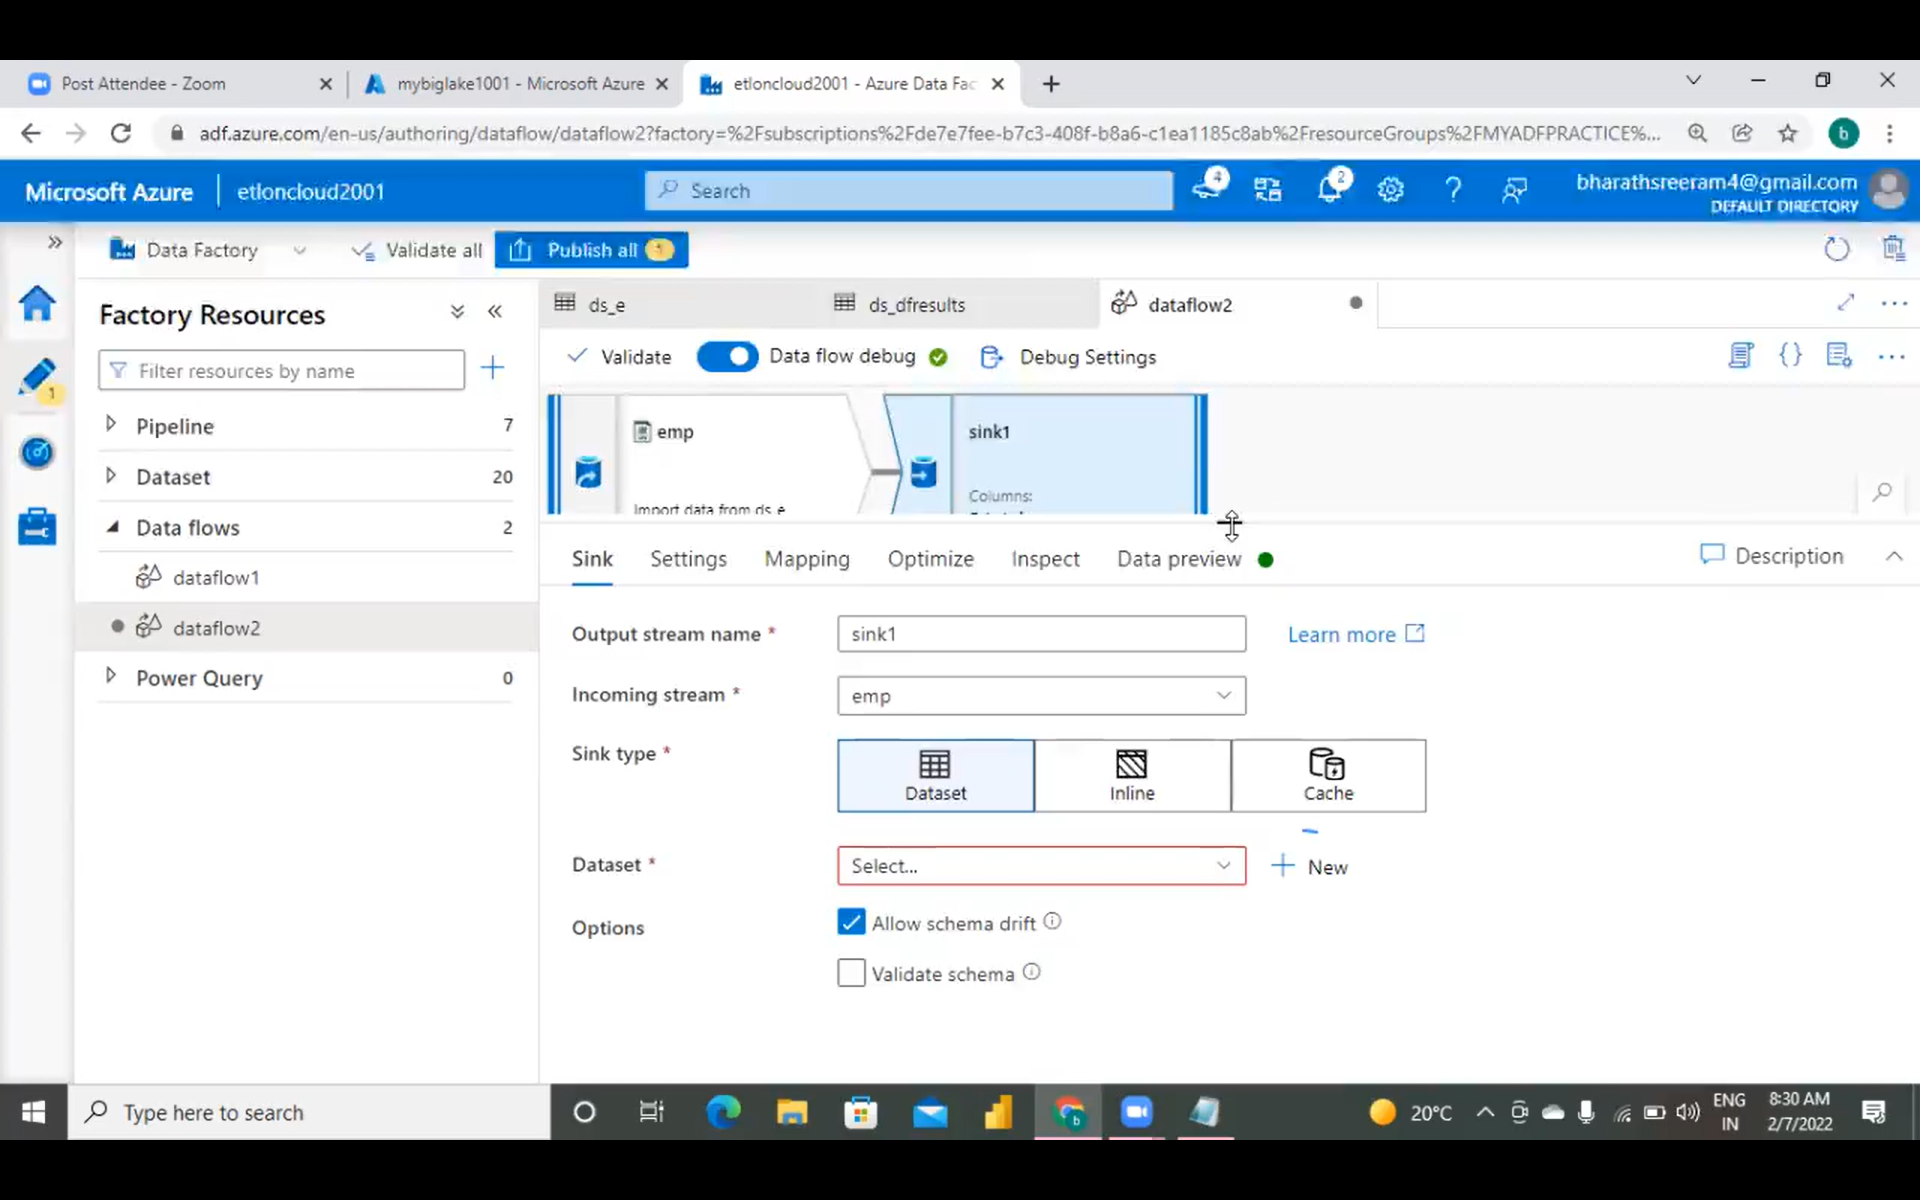 Post Attendee - Zoom
mybiglake1001 - Microsoft Azure
etloncloud2001 - Azure Data Fac
adf.azure.com/en-us/authoring/dataflow/dataflow2?factory=%2Fsubscriptions%2Fde7e7fee-b7c3-408f-b8a6-c1ea1185c8ab%2FresourceGroups%2FMYADFPRACTICE%...
b
Microsoft Azure
etloncloud2001
Search
4
2
bharathsreeram4@gmail.com
DEFAULT DIRECTORY
Data Factory
Validate all
Publish all 1
Factory Resources
Filter resources by name
1
Pipeline 7
Dataset 20
Data flows 2
dataflow1
dataflow2
Power Query 0
ds_e
ds_dfresults
dataflow2
Validate
Data flow debug
Debug Settings
emp
Import data from ds_e
sink1
Columns:
Sink
Settings
Mapping
Optimize
Inspect
Data preview
Description
Output stream name *
sink1
Learn more
Incoming stream *
emp
Sink type *
Dataset
Inline
Cache
Dataset *
Select...
New
Options
Allow schema drift
Validate schema
Type here to search
20°C
ENG
IN
8:30 AM
2/7/2022